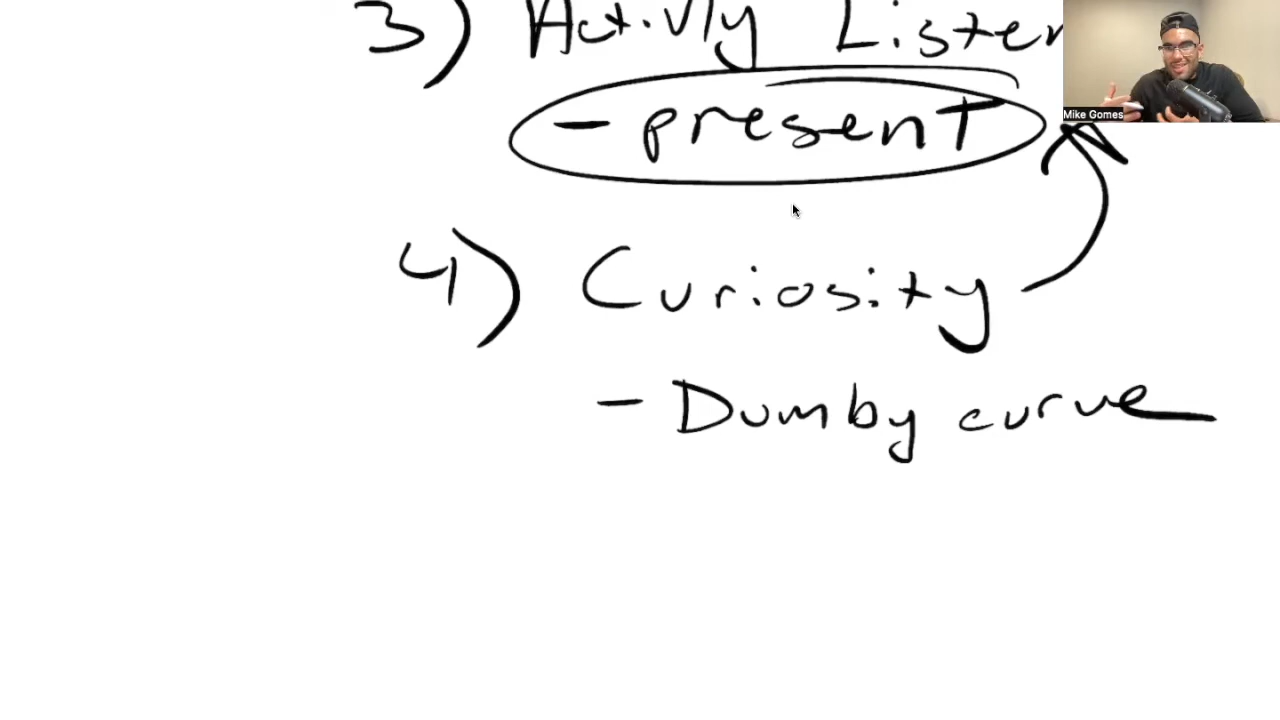 3) Activly Listen
- present
4) Curiosity
- Dumby curve
Mike Gomes